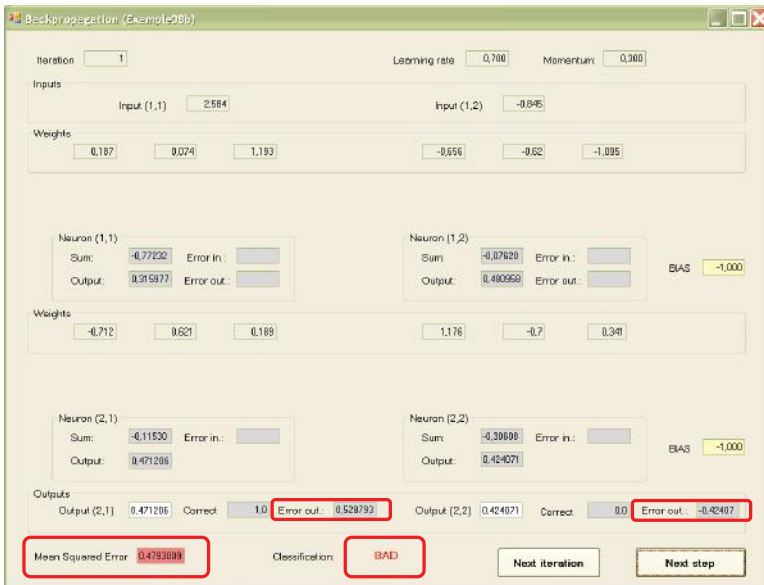 Backpropagation (Example08b)
Iteration 1 Learning rate 0,700 Momentum: 0,300
Inputs
Input (1,1) 2,584 Input (1,2) -0,845
Weights
0,187 0,074 1,193 -0,656 -0,62 -1,095
Neuron (1,1) Neuron (1,2)
Sum: -0,77232 Error in.: Sum: -0,07620 Error in.:
Output: 0,315977 Error out.: Output: 0,480958 Error out.: BIAS -1,000
Weights
-0,712 0,621 0,189 1,176 -0,7 0,341
Neuron (2,1) Neuron (2,2)
Sum: -0,11530 Error in.: Sum: -0,30608 Error in.:
Output: 0,471206 Output: 0,424071 BIAS -1,000
Outputs
Output (2,1) 0,471206 Correct 1,0 Error out.: 0,528793 Output (2,2) 0,424071 Correct 0,0 Error out.: -0,42407
Mean Squared Error 0,4793009 Classification: BAD Next iteration Next step